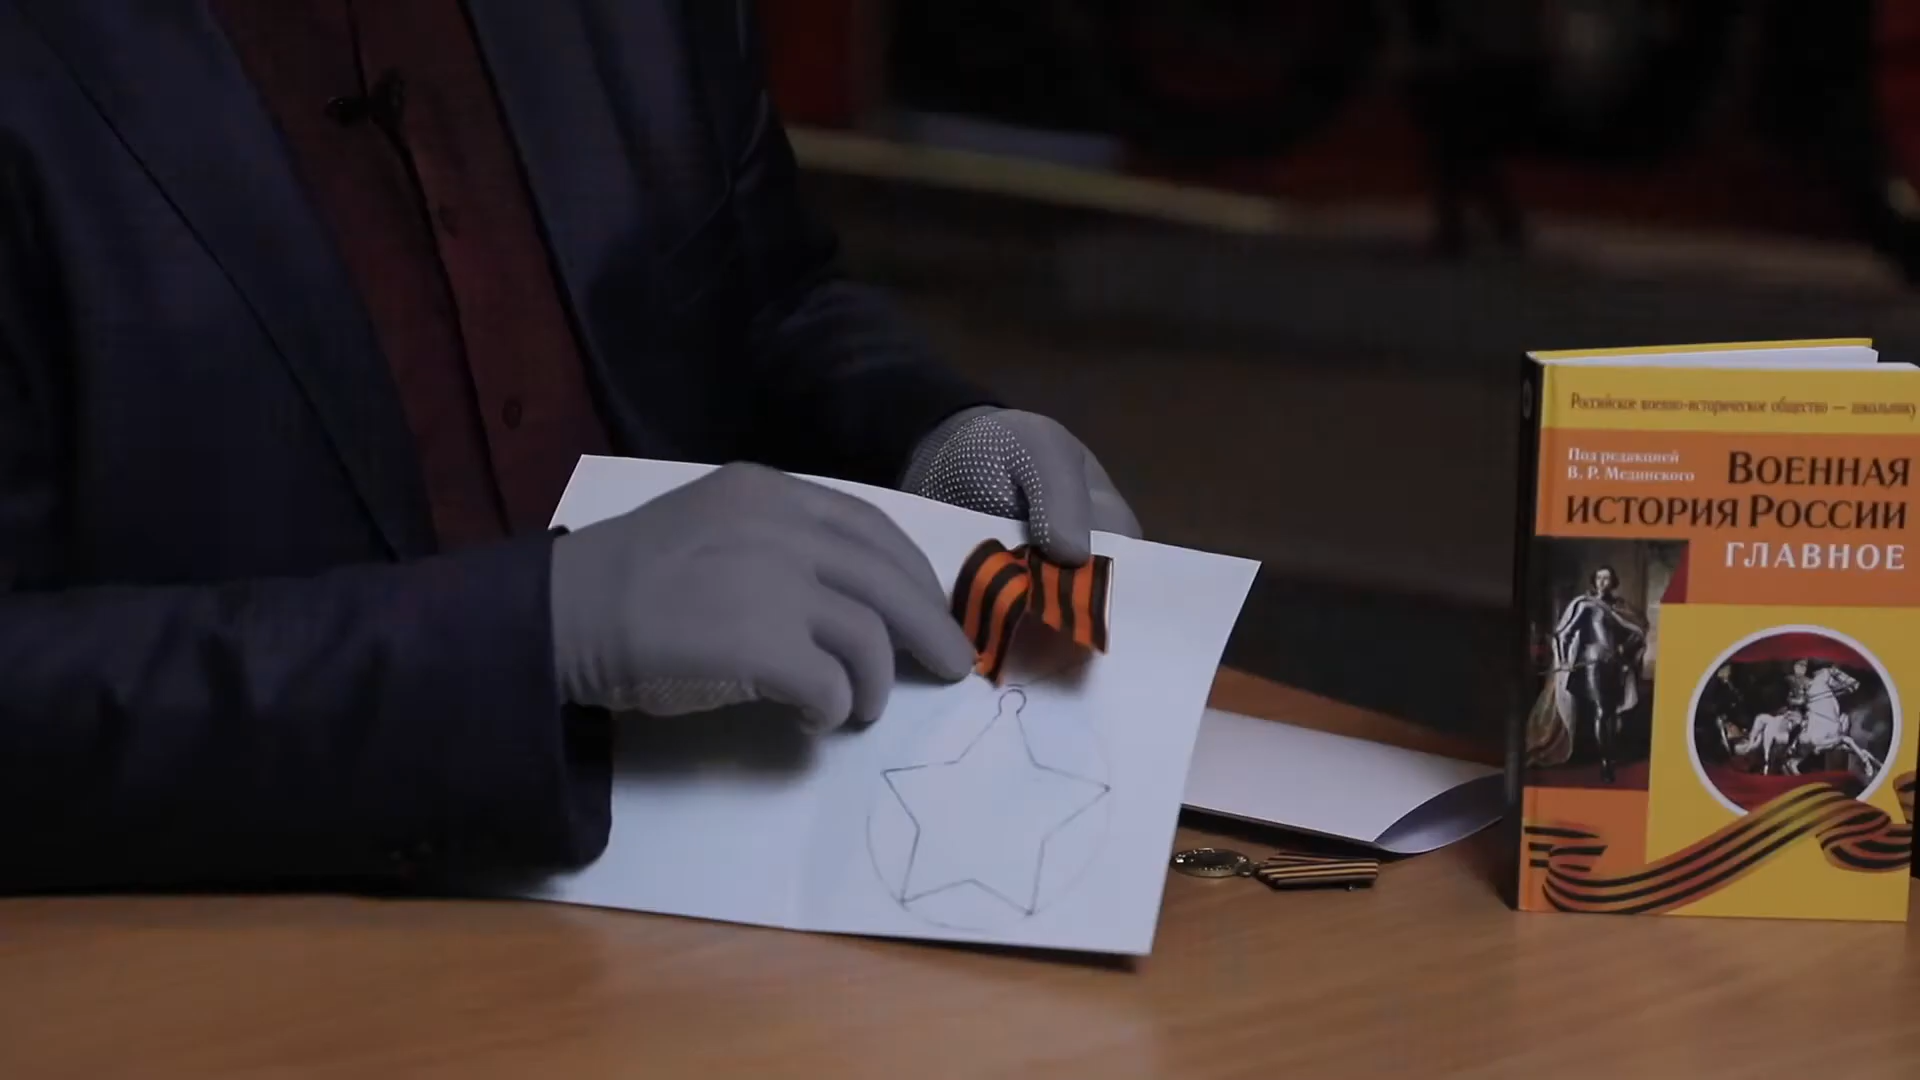 Российское военно-историческое общество — школьнику
Под редакцией
В. Р. Мединского
ВОЕННАЯ
ИСТОРИЯ РОССИИ
ГЛАВНОЕ